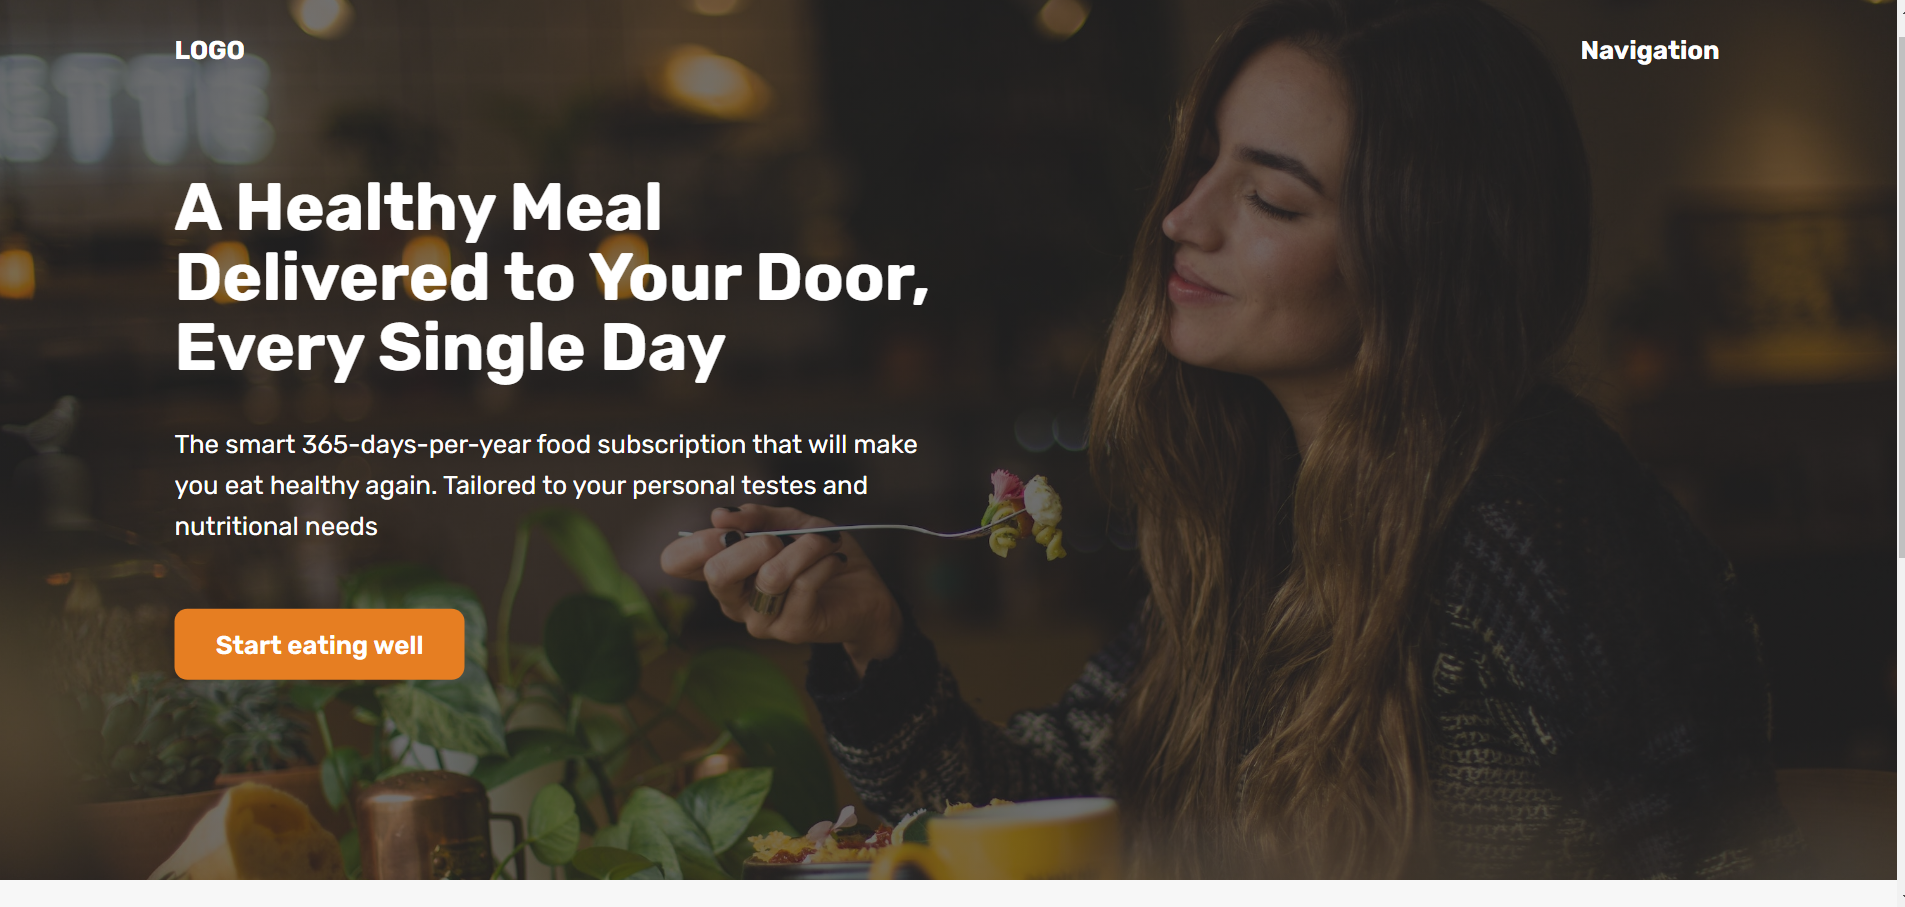 LOGO
Navigation
A Healthy Meal
Delivered to Your Door,
Every Single Day
The smart 365-days-per-year food subscription that will make
you eat healthy again. Tailored to your personal testes and
nutritional needs
Start eating well